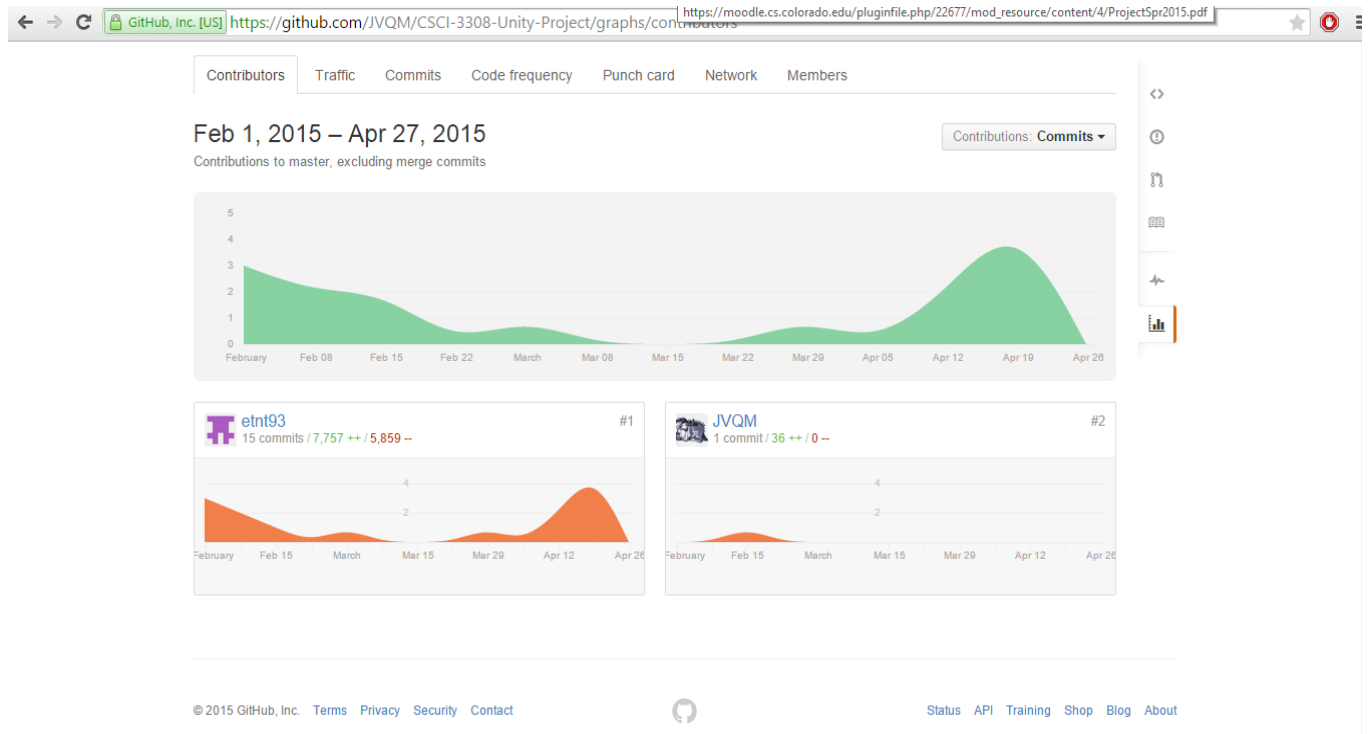 https://moodle.cs.colorado.edu/pluginfile.php/22677/mod_resource/content/4/ProjectSpr2015.pdf
GitHub, Inc. [US] https://github.com/JVQM/CSCI-3308-Unity-Project/graphs/contributors
Contributors Traffic Commits Code frequency Punch card Network Members
Feb 1, 2015 – Apr 27, 2015
Contributions: Commits
Contributions to master, excluding merge commits
5
4
3
2
1
0
February Feb 08 Feb 15 Feb 22 March Mar 08 Mar 15 Mar 22 Mar 29 Apr 05 Apr 12 Apr 19 Apr 26
etnt93 #1
15 commits / 7,757 ++ / 5,859 --
4
2
February Feb 15 March Mar 15 Mar 29 Apr 12 Apr 26
JVQM #2
1 commit / 36 ++ / 0 --
4
2
February Feb 15 March Mar 15 Mar 29 Apr 12 Apr 26
© 2015 GitHub, Inc. Terms Privacy Security Contact Status API Training Shop Blog About